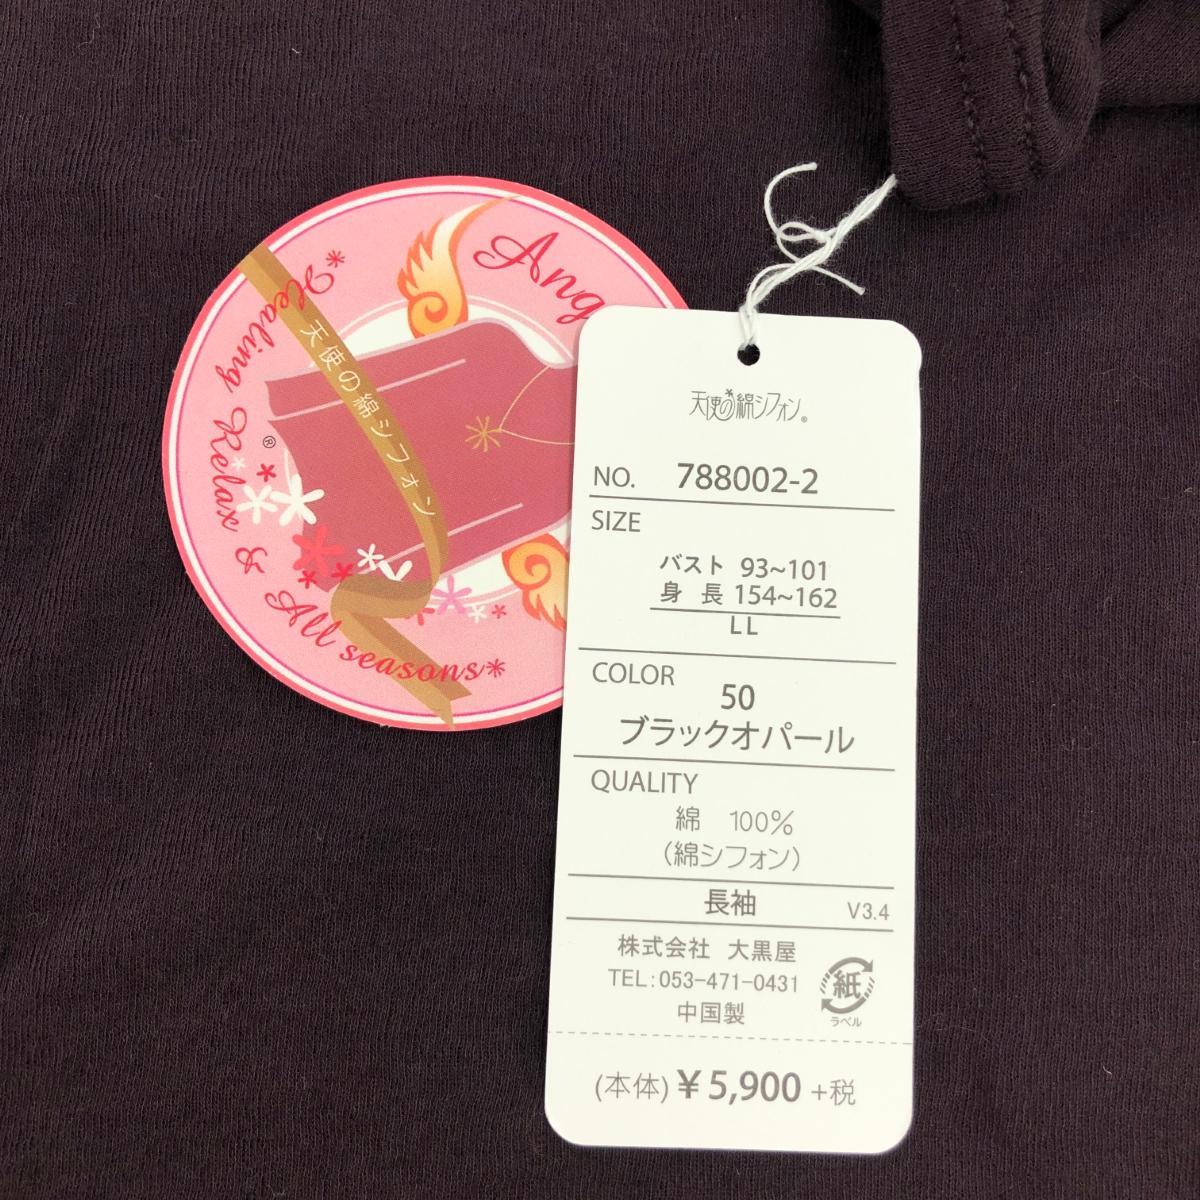 Ang
*Healing Relax & All seasons*
®
天使の綿シフォン
天使の綿シフォン®
NO. 788002-2
SIZE
バスト 93~101
身 長 154~162
LL
COLOR
50
ブラックオパール
QUALITY
綿 100%
(綿シフォン)
長袖 V3.4
株式会社 大黒屋
TEL:053-471-0431
中国製
紙
ラベル
(本体) ¥5,900 +税